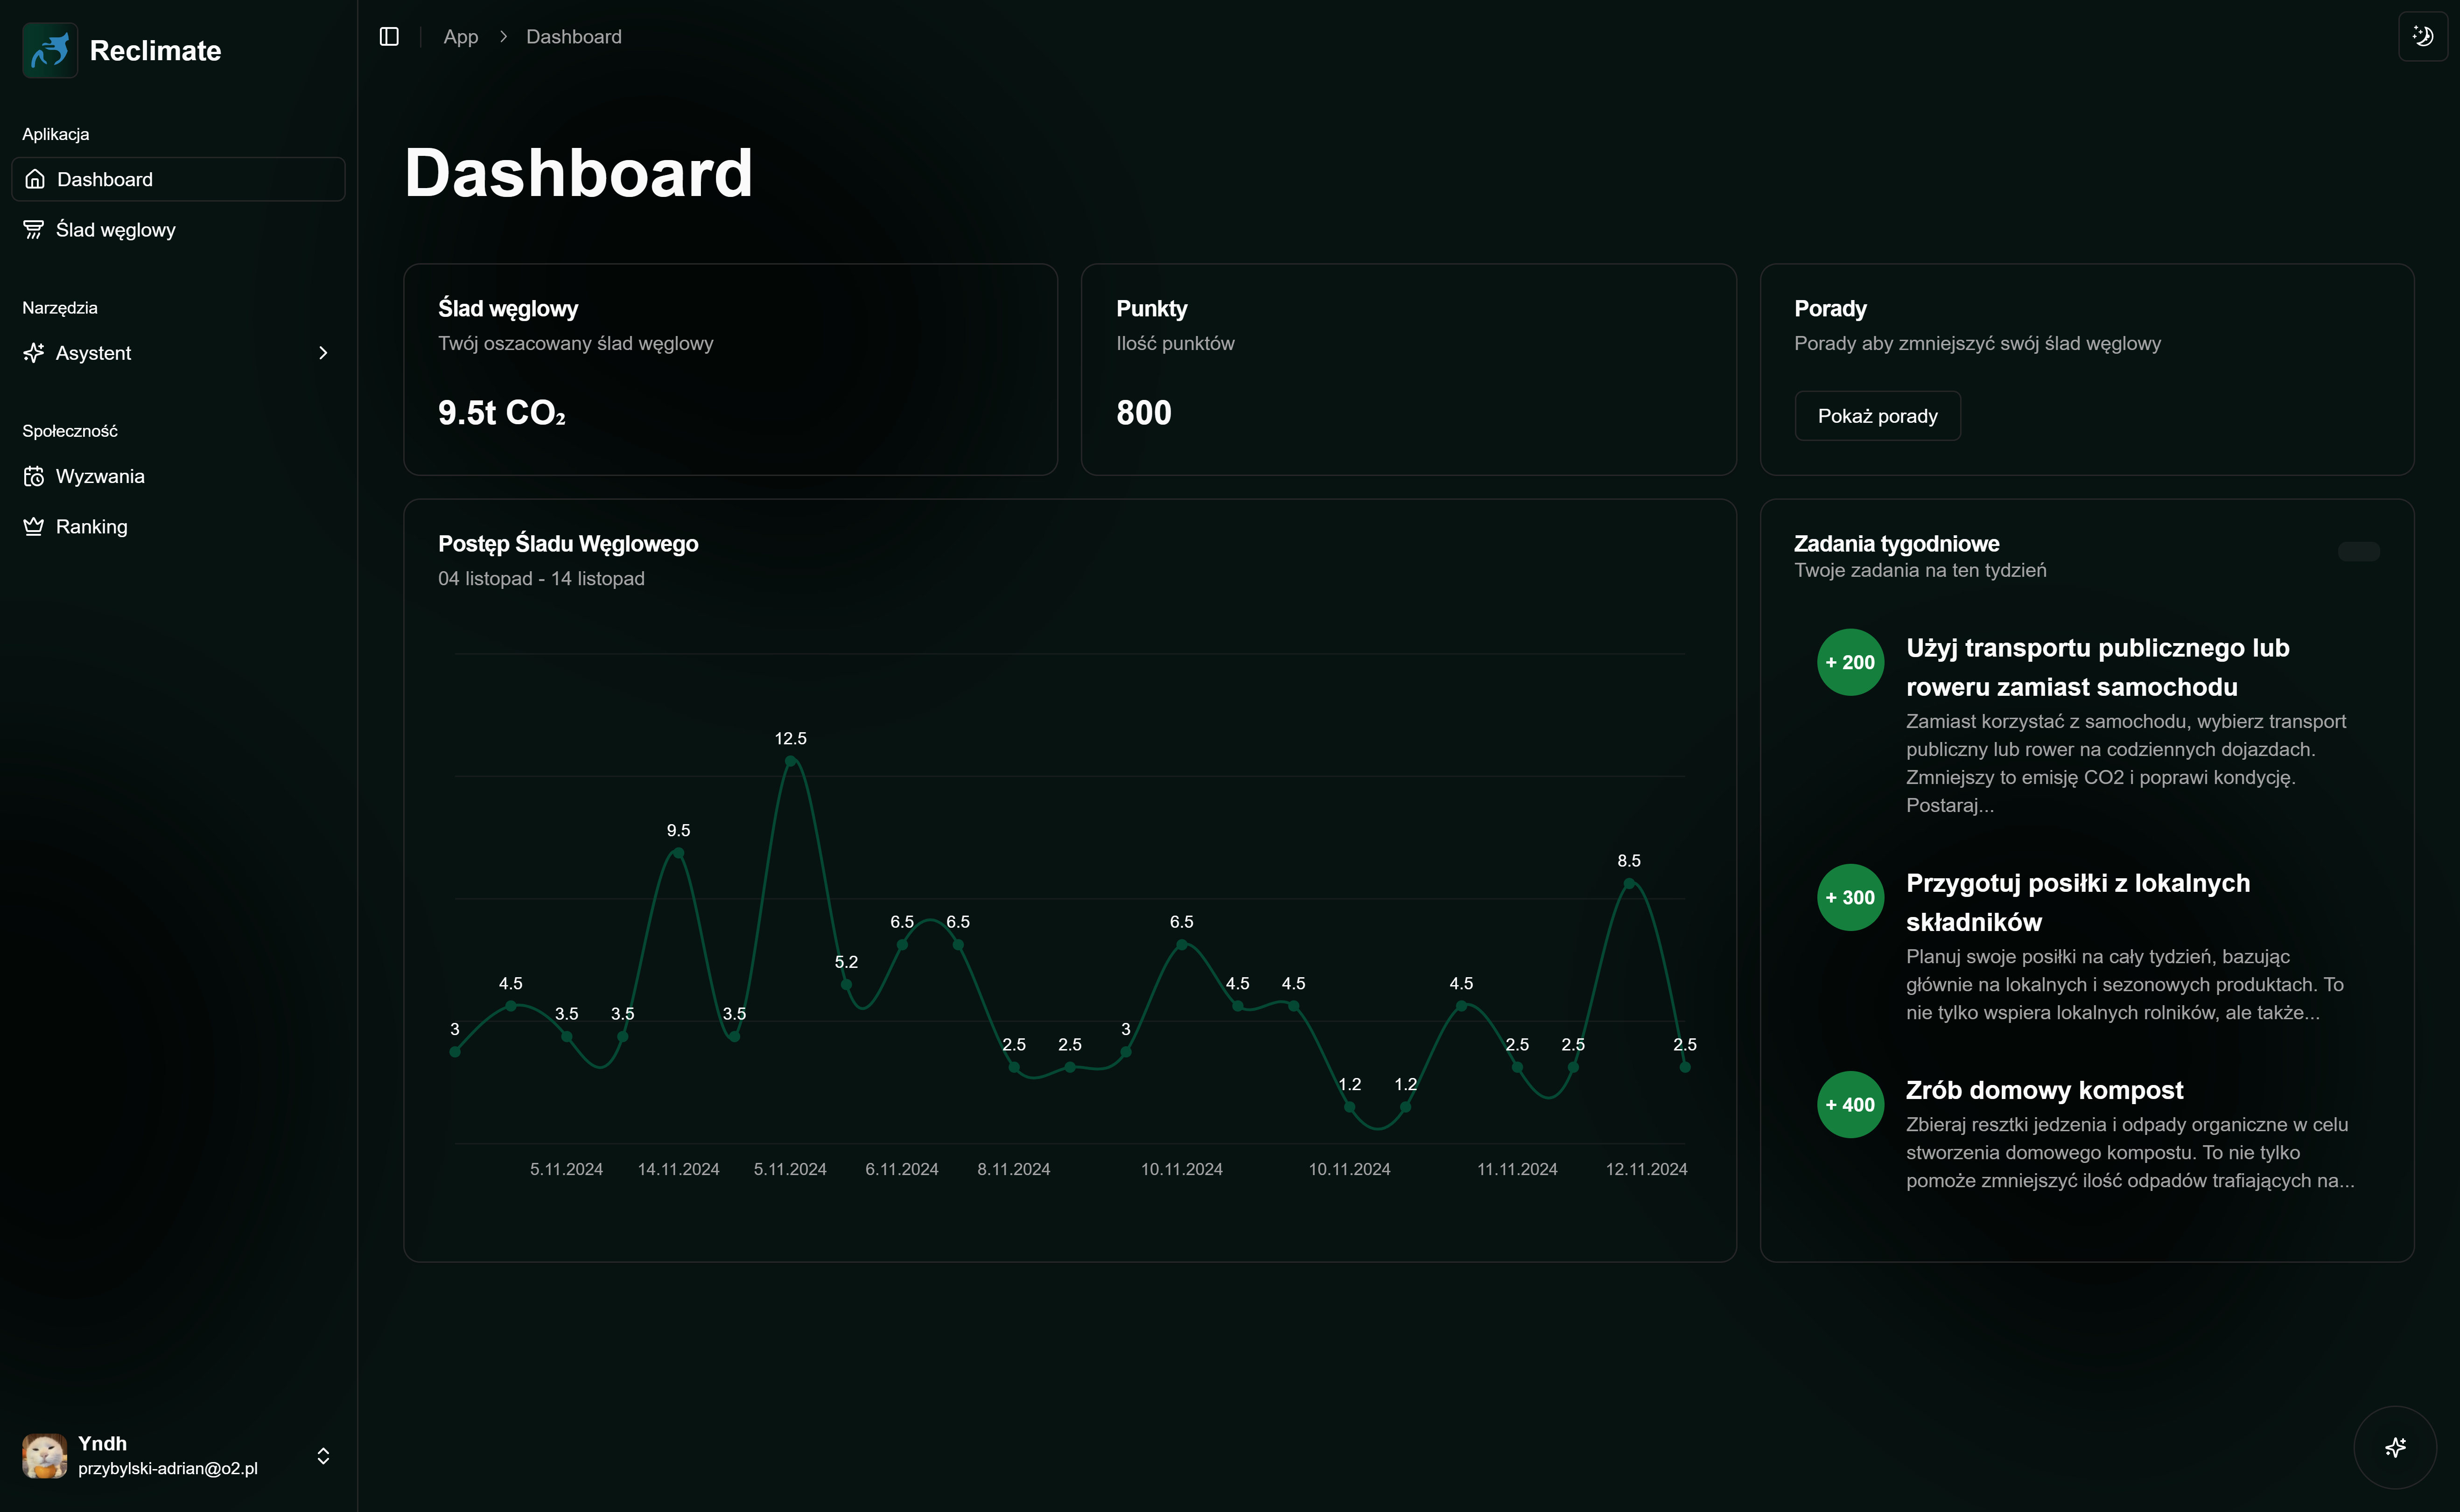 Reclimate
Aplikacja
Dashboard
Ślad węglowy
Narzędzia
Asystent
Społeczność
Wyzwania
Ranking
Yndh
przybylski-adrian@o2.pl
App
Dashboard
Dashboard
Ślad węglowy
Twój oszacowany ślad węglowy
9.5t CO₂
Punkty
Ilość punktów
800
Porady
Porady aby zmniejszyć swój ślad węglowy
Pokaż porady
Postęp Śladu Węglowego
04 listopad - 14 listopad
3
4.5
3.5
3.5
9.5
3.5
12.5
5.2
6.5
6.5
2.5
2.5
3
6.5
4.5
4.5
1.2
1.2
4.5
2.5
2.5
8.5
2.5
5.11.2024 14.11.2024 5.11.2024 6.11.2024 8.11.2024 10.11.2024 10.11.2024 11.11.2024 12.11.2024
Zadania tygodniowe
Twoje zadania na ten tydzień
+ 200
Użyj transportu publicznego lub
roweru zamiast samochodu
Zamiast korzystać z samochodu, wybierz transport
publiczny lub rower na codziennych dojazdach.
Zmniejszy to emisję CO2 i poprawi kondycję.
Postaraj...
+ 300
Przygotuj posiłki z lokalnych
składników
Planuj swoje posiłki na cały tydzień, bazując
głównie na lokalnych i sezonowych produktach. To
nie tylko wspiera lokalnych rolników, ale także...
+ 400
Zrób domowy kompost
Zbieraj resztki jedzenia i odpady organiczne w celu
stworzenia domowego kompostu. To nie tylko
pomoże zmniejszyć ilość odpadów trafiających na...